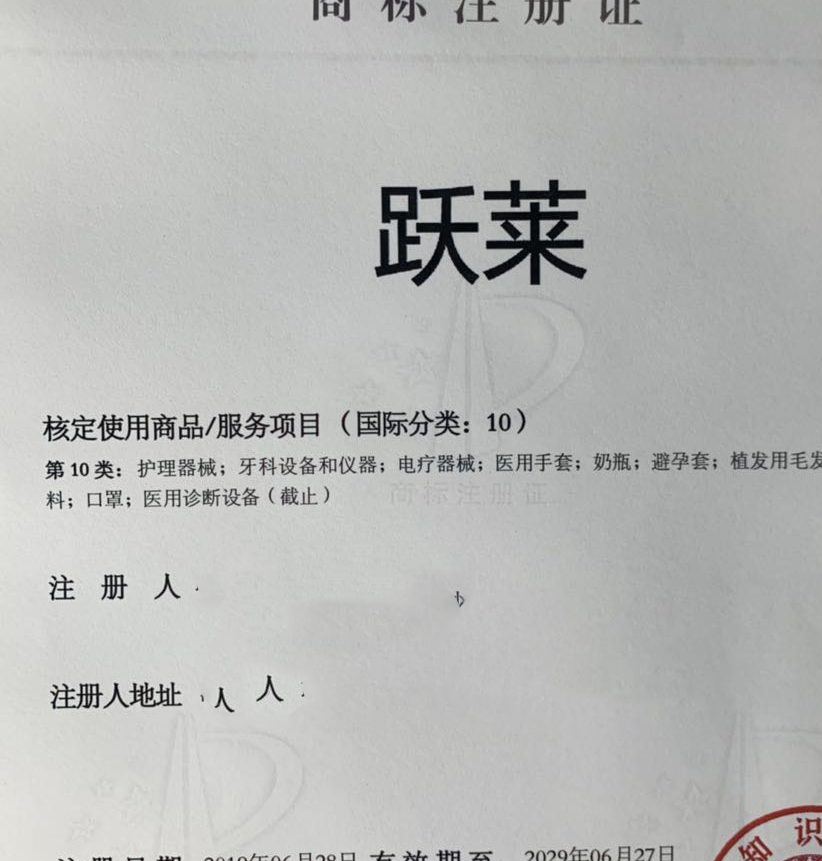 商标注册证
跃莱
核定使用商品/服务项目（国际分类：10）
第10类：护理器械；牙科设备和仪器；电疗器械；医用手套；奶瓶；避孕套；植发用毛发
料；口罩；医用诊断设备（截止）
商标注册证
注 册 人
注册人地址 人 人
注册日期 2019年06月28日 有效期至 2029年06月27日
知识